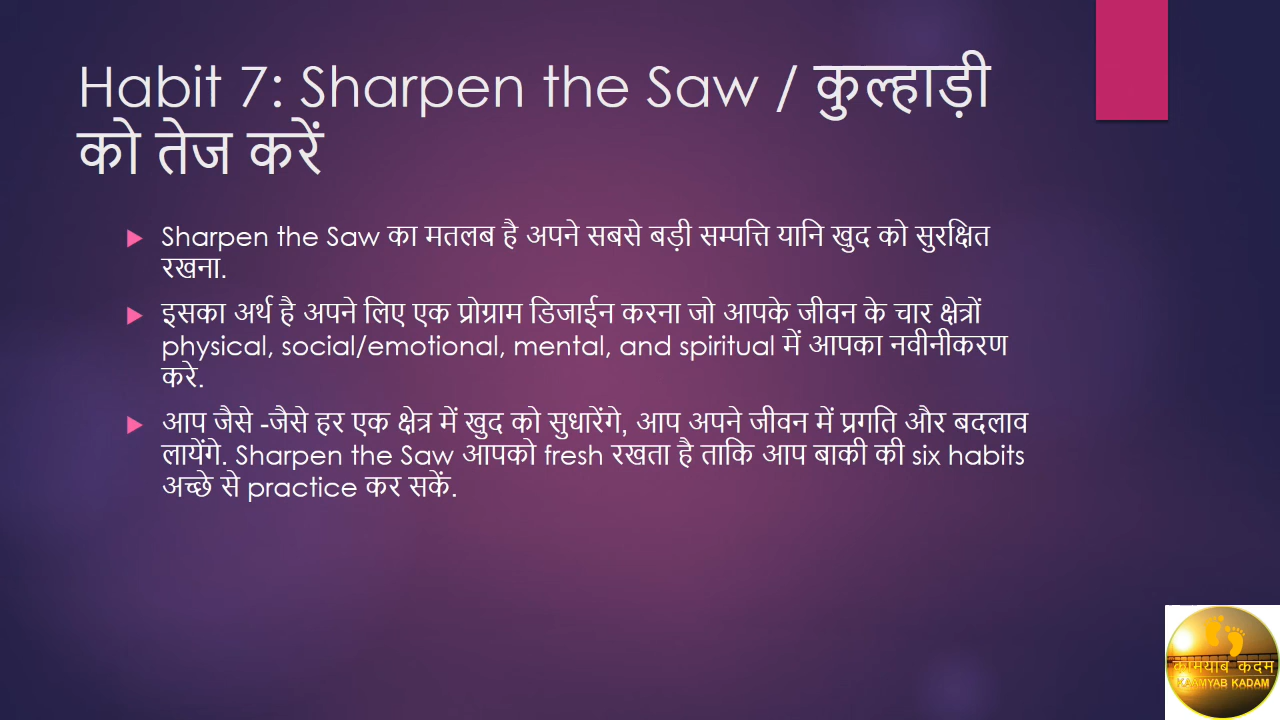 Habit 7: Sharpen the Saw / कुल्हाड़ी
को तेज करें
Sharpen the Saw का मतलब है अपने सबसे बड़ी सम्पत्ति यानि खुद को सुरक्षित
रखना.
इसका अर्थ है अपने लिए एक प्रोग्राम डिजाईन करना जो आपके जीवन के चार क्षेत्रों
physical, social/emotional, mental, and spiritual में आपका नवीनीकरण
करे.
आप जैसे -जैसे हर एक क्षेत्र में खुद को सुधारेंगे, आप अपने जीवन में प्रगति और बदलाव
लायेंगे. Sharpen the Saw आपको fresh रखता है ताकि आप बाकी की six habits
अच्छे से practice कर सकें.
कामयाब कदम
KAAMYAB KADAM